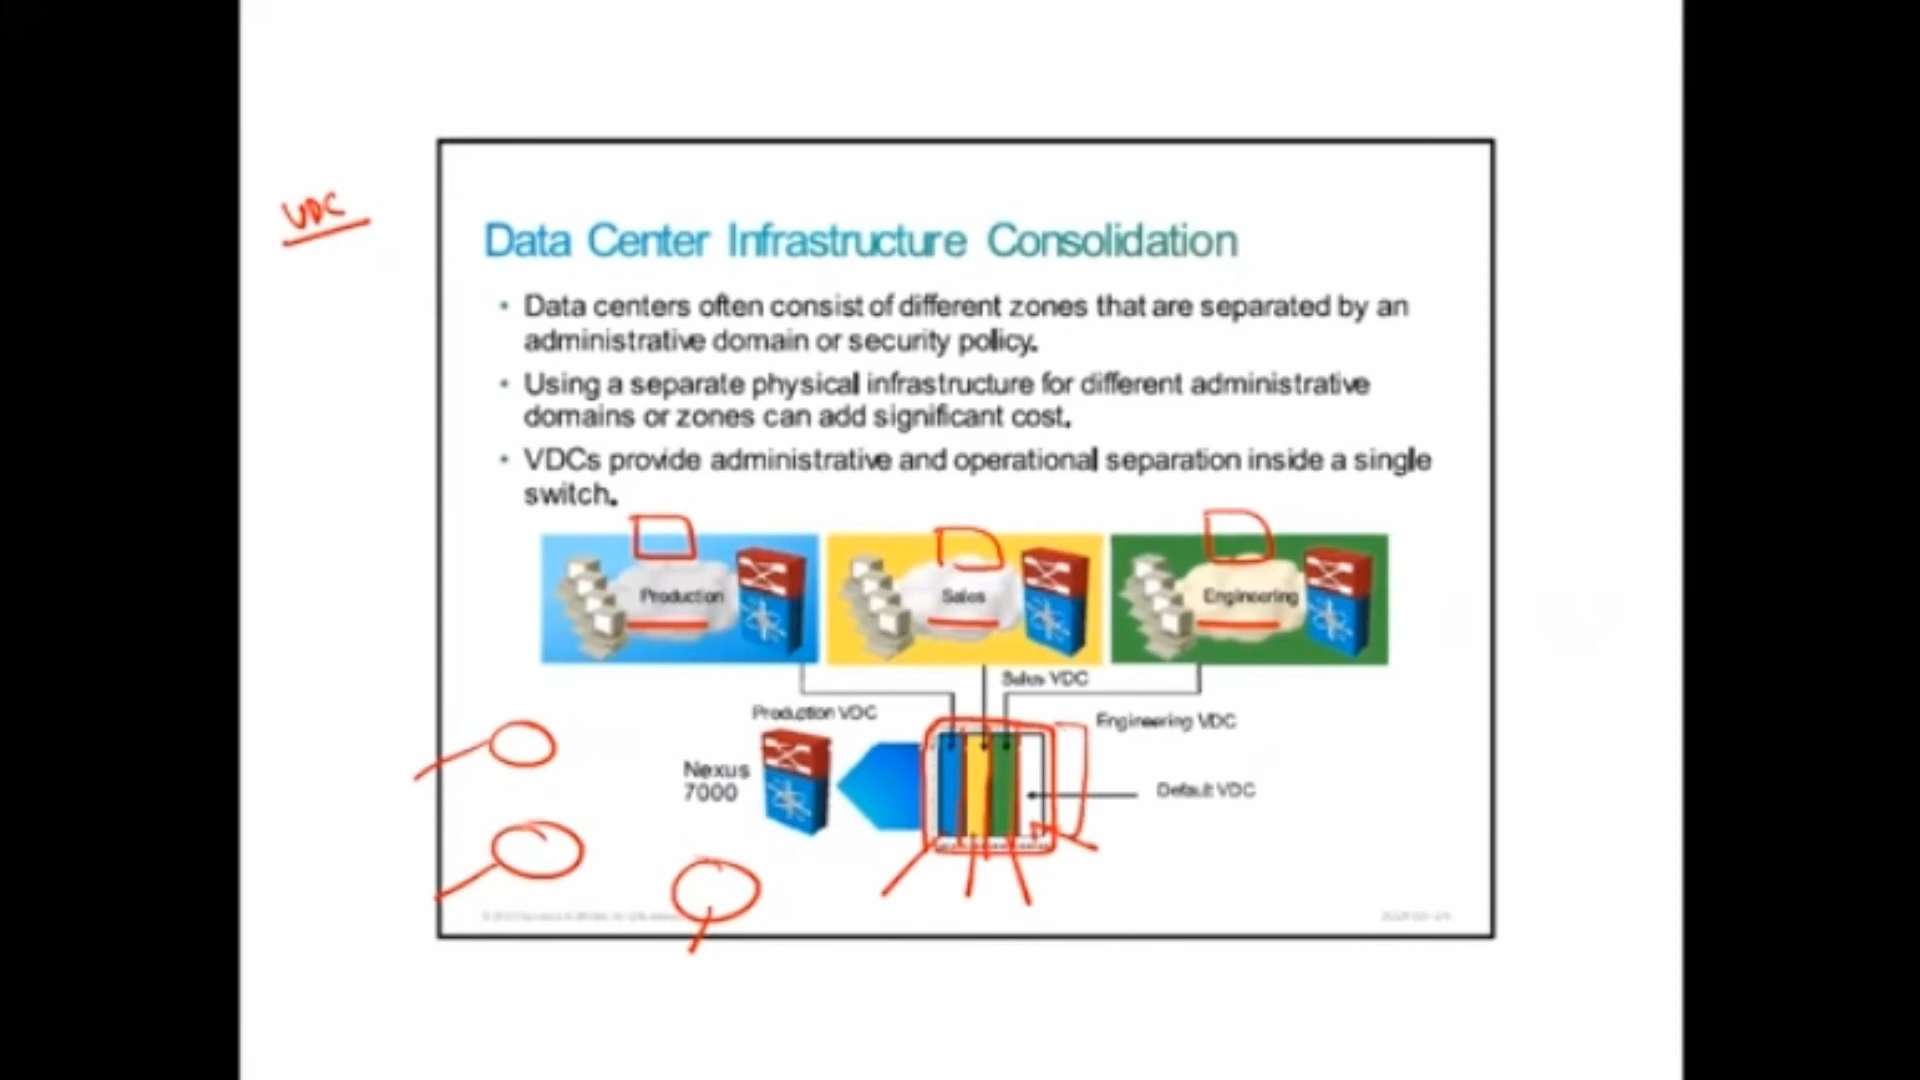 VDC
Data Center Infrastructure Consolidation
• Data centers often consist of different zones that are separated by an
administrative domain or security policy.
• Using a separate physical infrastructure for different administrative
domains or zones can add significant cost.
• VDCs provide administrative and operational separation inside a single
switch.
Production
Sales
Engineering
Sales VDC
Production VDC
Engineering VDC
Nexus
7000
Default VDC